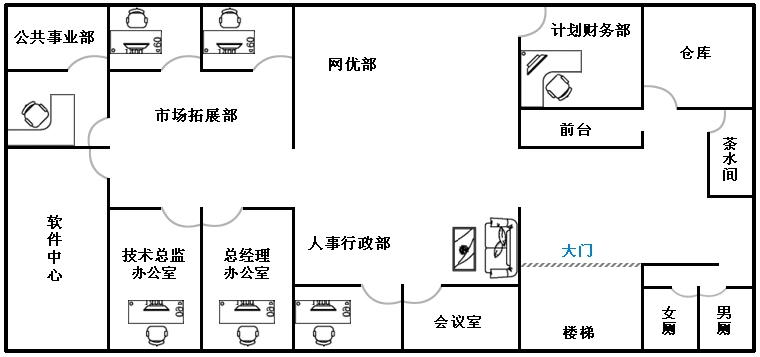 公共事业部
网优部
计划财务部
仓库
市场拓展部
前台
茶水间
软件中心
技术总监
办公室
总经理
办公室
人事行政部
大门
会议室
楼梯
女厕
男厕